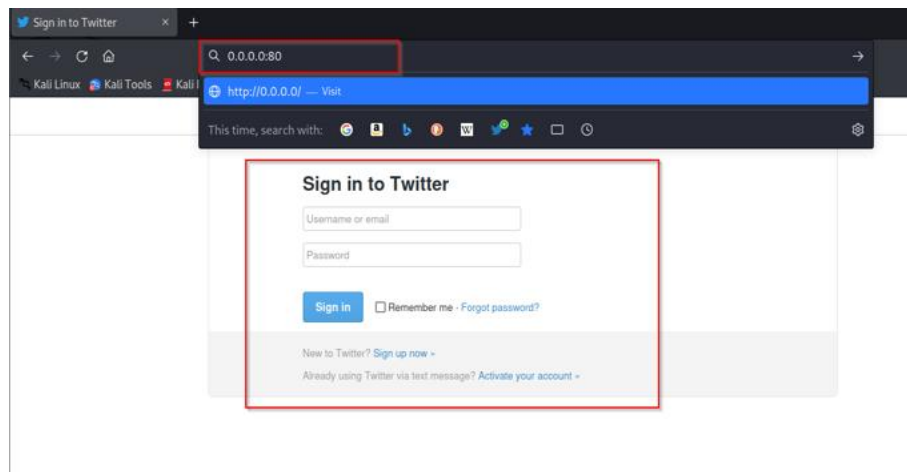 Sign in to Twitter
0.0.0.0:80
Kali Linux Kali Tools Kali
http://0.0.0.0/ — Visit
This time, search with:
Sign in to Twitter
Username or email
Password
Sign in Remember me · Forgot password?
New to Twitter? Sign up now »
Already using Twitter via text message? Activate your account »